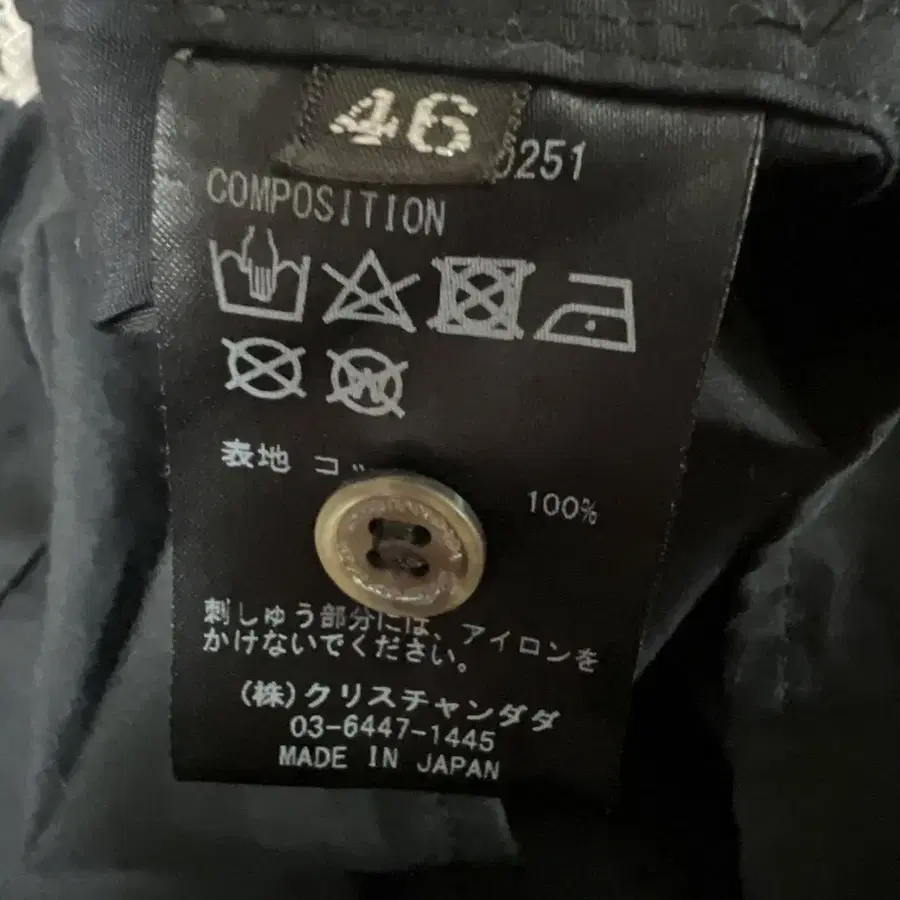 46
0251
COMPOSITION
表地 コッ
100%
刺しゅう部分には、アイロンを
かけないでください。
(株)クリスチャンダダ
03-6447-1445
MADE IN JAPAN